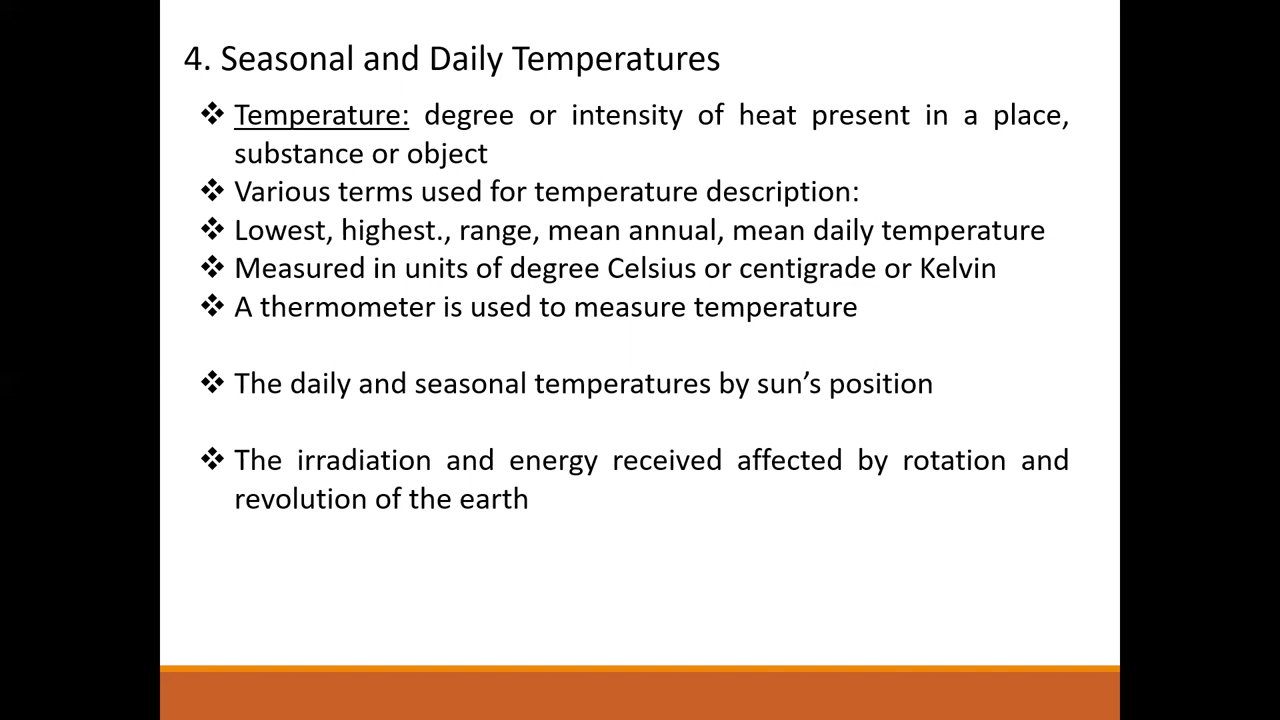 4. Seasonal and Daily Temperatures
❖ Temperature: degree or intensity of heat present in a place,
substance or object
❖ Various terms used for temperature description:
❖ Lowest, highest., range, mean annual, mean daily temperature
❖ Measured in units of degree Celsius or centigrade or Kelvin
❖ A thermometer is used to measure temperature
❖ The daily and seasonal temperatures by sun’s position
❖ The irradiation and energy received affected by rotation and
revolution of the earth